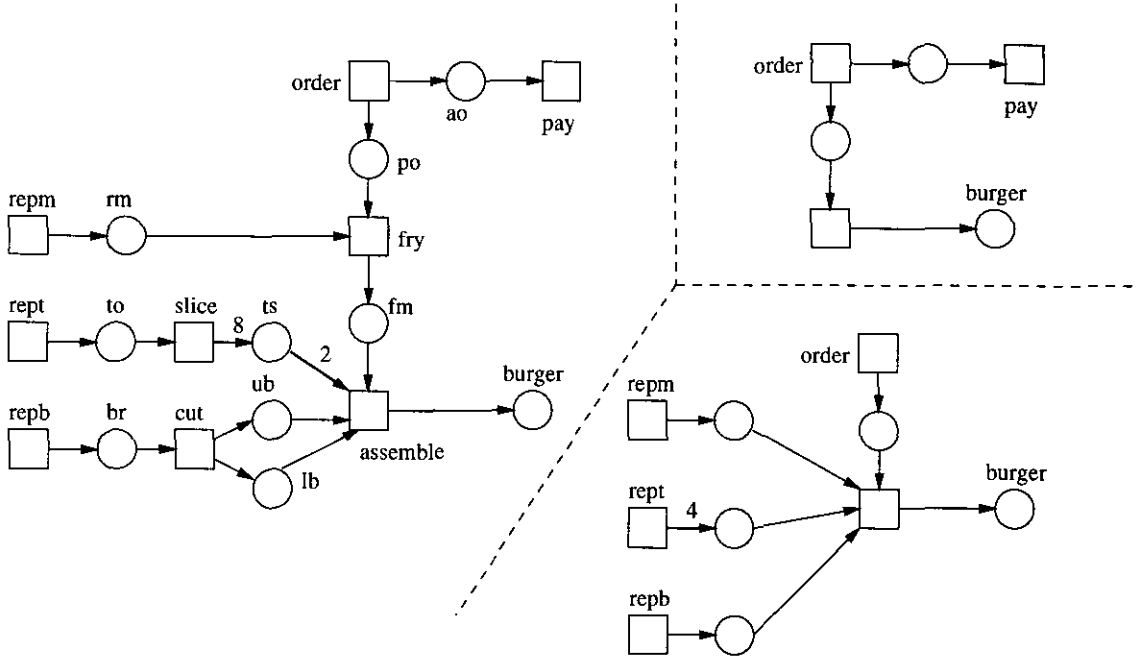 order
ao
pay
po
repm
rm
fry
rept
to
slice
8
ts
2
fm
repb
br
cut
ub
lb
assemble
burger
order
pay
burger
order
repm
rept
4
repb
burger